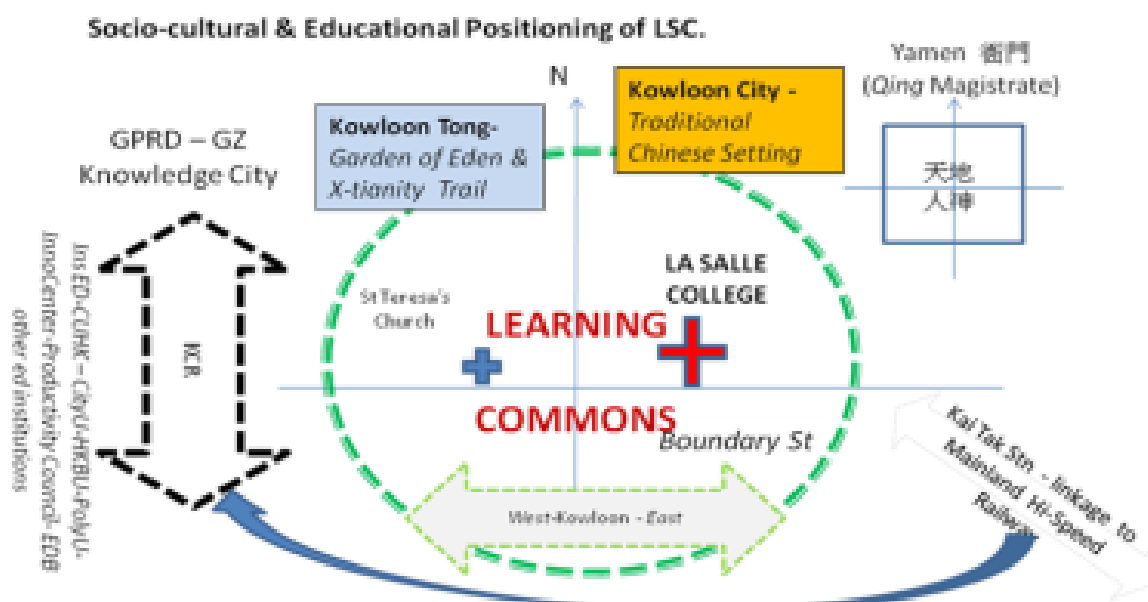 Socio-cultural & Educational Positioning of LSC.
Yamen 衙門
(Qing Magistrate)
N
Kowloon City -
Traditional
Chinese Setting
Kowloon Tong-
Garden of Eden &
X-tianity Trail
GPRD – GZ
Knowledge City
天地
人神
LA SALLE
COLLEGE
St Teresa's
Church
LEARNING
COMMONS
Boundary St
KCR
Ins ED-CUHK – CityU-HKBU-PolyU-
InnoCenter-Productivity Council- EDB
other ed institutions
West-Kowloon - East
Kai Tak Stn - linkage to
Mainland Hi-Speed
Railway